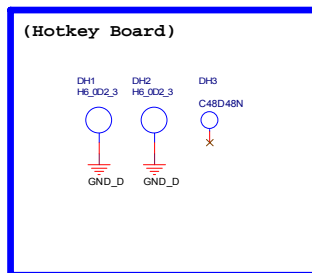 (Hotkey Board)
DH1 DH2 DH3
H6_0D2_3 H6_0D2_3 C48D48N
GND_D GND_D